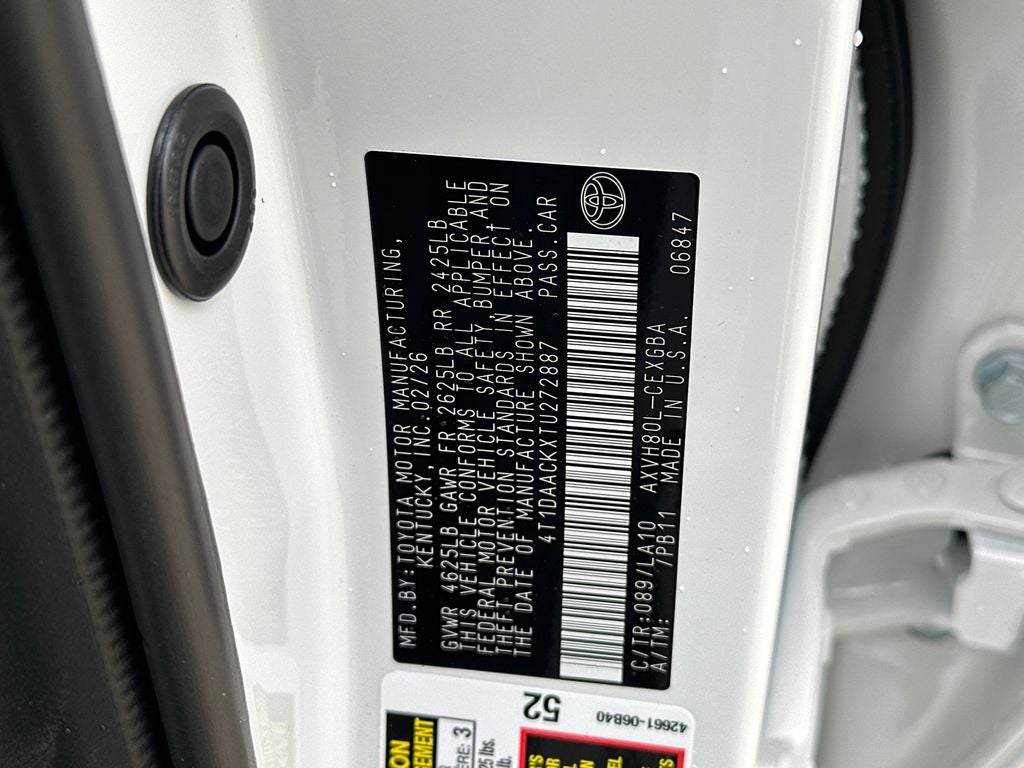 MFD.BY:TOYOTA MOTOR MANUFACTURING,
KENTUCKY,INC.02/26
GVWR 4625LB GAWR FR 2625LB RR 2425LB
THIS VEHICLE CONFORMS TO ALL APPLICABLE
FEDERAL MOTOR VEHICLE SAFETY,BUMPER,AND
THEFT PREVENTION STANDARDS IN EFFECT ON
THE DATE OF MANUFACTURE SHOWN ABOVE.
4T1DAACKXTU272887 PASS.CAR
C/TR:089/LA10 AXVH80L-CEXGBA
A/TM: /PB11 MADE IN U.S.A. 06847
52
42661-06B40